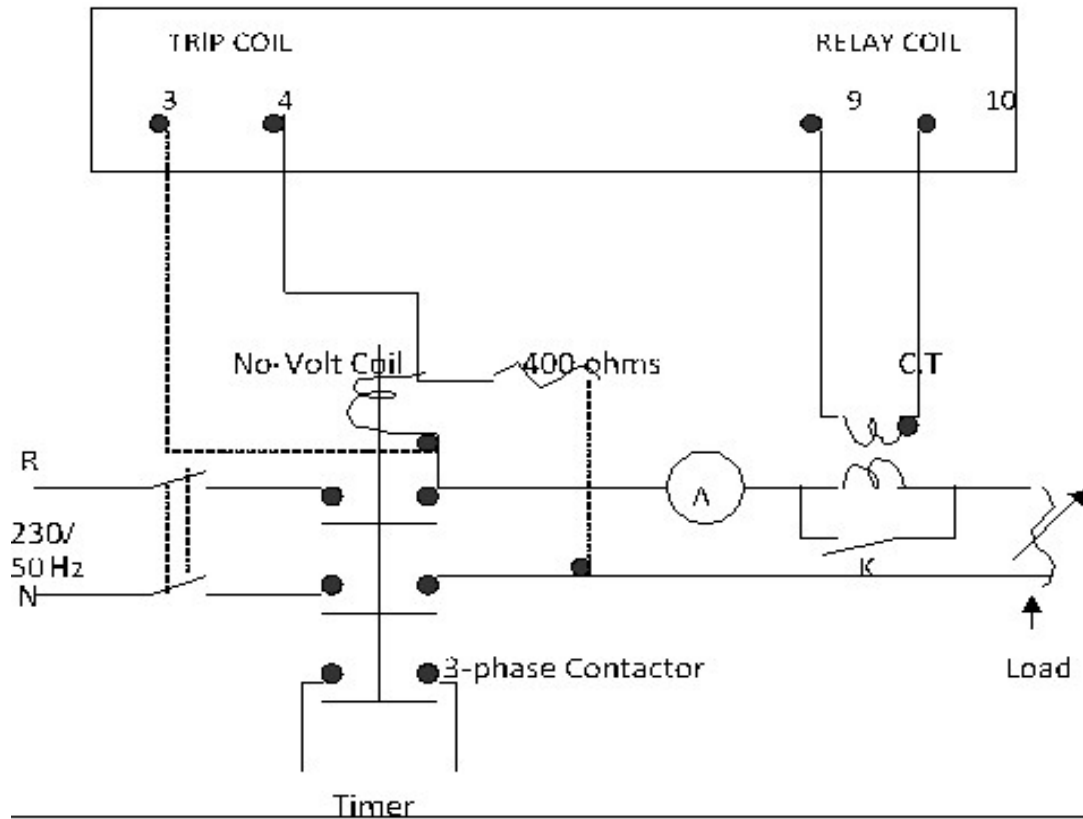 TRIP COIL RELAY COIL
3 4 9 10
No-Volt Coil 400 ohms C.T
R
A
230/
50 Hz
K
N
3-phase Contactor Load
Timer